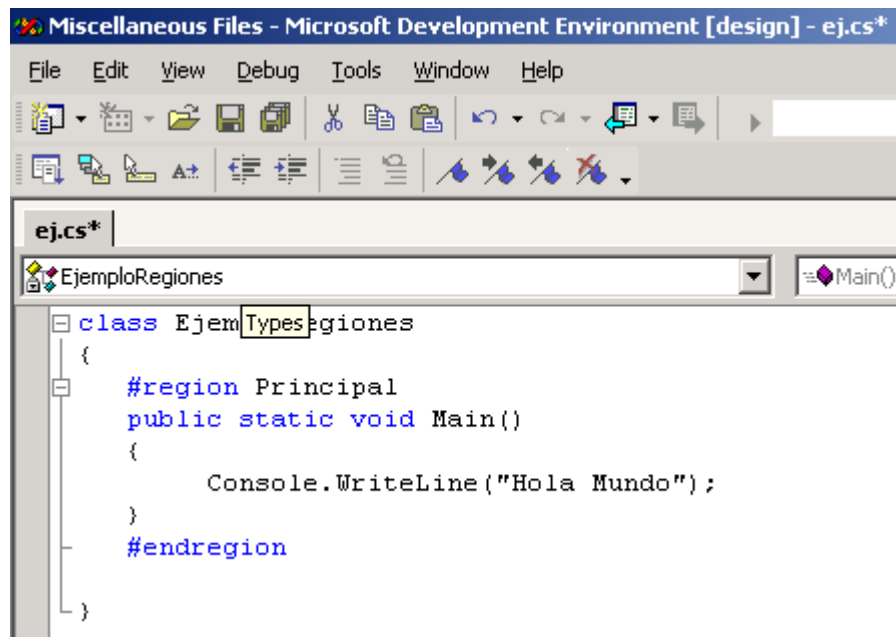 Miscellaneous Files - Microsoft Development Environment [design] - ej.cs*
File Edit View Debug Tools Window Help
ej.cs*
EjemploRegiones Main()
Types
class Ejem egiones
{
#region Principal
public static void Main()
{
Console.WriteLine("Hola Mundo");
}
#endregion
}